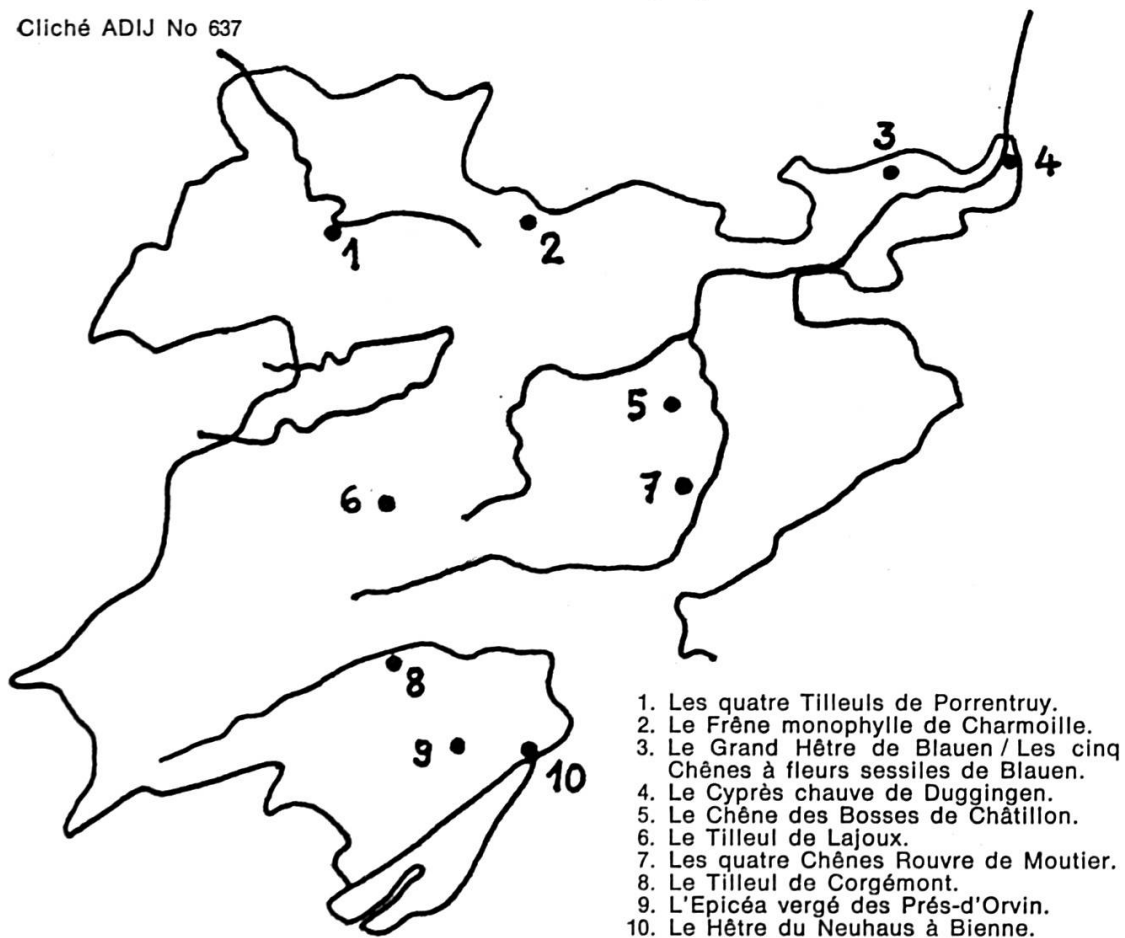 Cliché ADIJ No 637
3
4
1
2
5
7
6
8
9
10
1. Les quatre Tilleuls de Porrentruy.
2. Le Frêne monophylle de Charmoille.
3. Le Grand Hêtre de Blauen / Les cinq
Chênes à fleurs sessiles de Blauen.
4. Le Cyprès chauve de Duggingen.
5. Le Chêne des Bosses de Châtillon.
6. Le Tilleul de Lajoux.
7. Les quatre Chênes Rouvre de Moutier.
8. Le Tilleul de Corgémont.
9. L'Epicéa vergé des Prés-d'Orvin.
10. Le Hêtre du Neuhaus à Bienne.